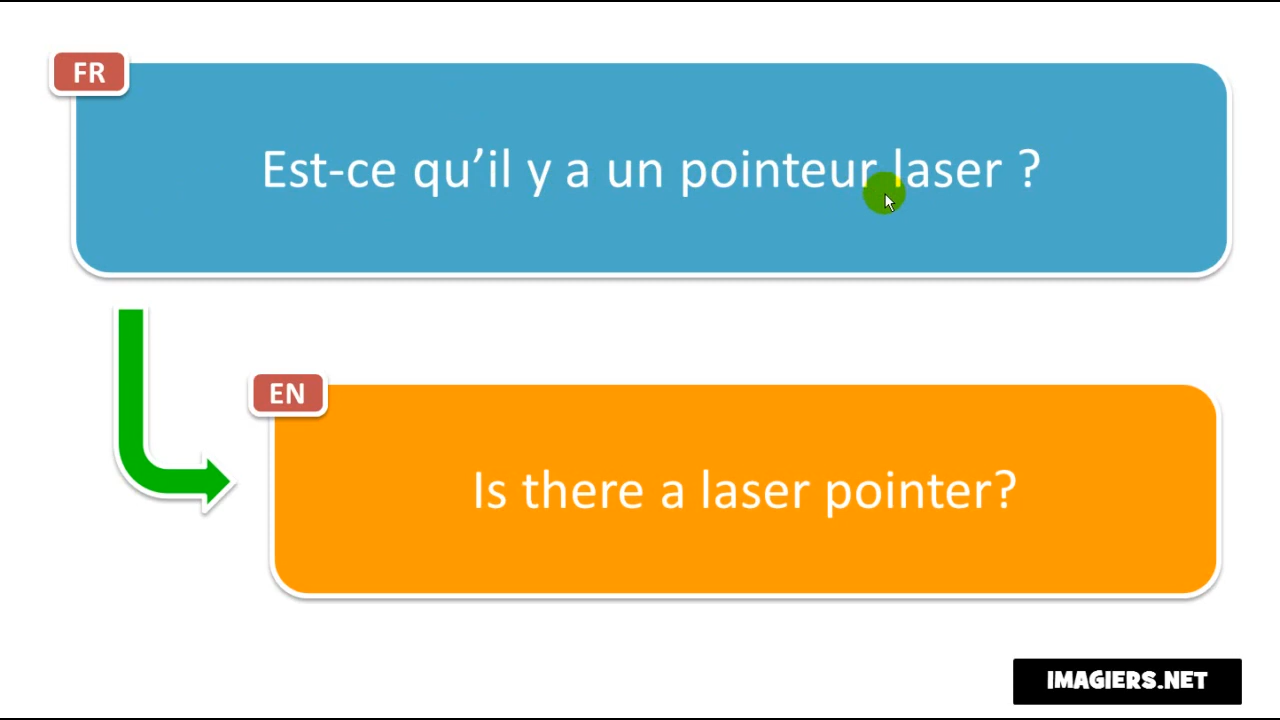 FR
Est-ce qu’il y a un pointeur laser ?
EN
Is there a laser pointer?
IMAGIERS.NET